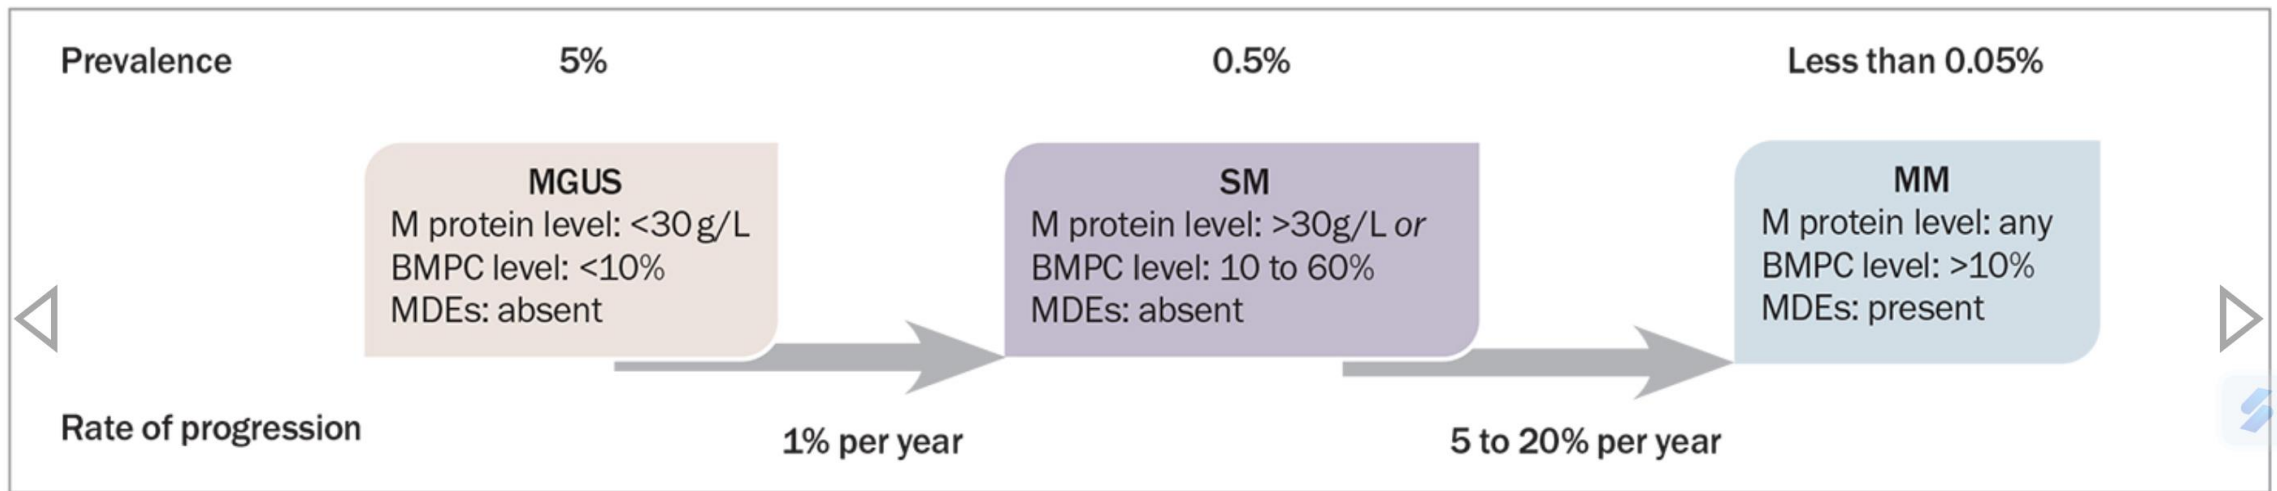 Prevalence 5% 0.5% Less than 0.05%
MGUS
M protein level: <30 g/L
BMPC level: <10%
MDEs: absent
SM
M protein level: >30g/L or
BMPC level: 10 to 60%
MDEs: absent
MM
M protein level: any
BMPC level: >10%
MDEs: present
Rate of progression 1% per year 5 to 20% per year